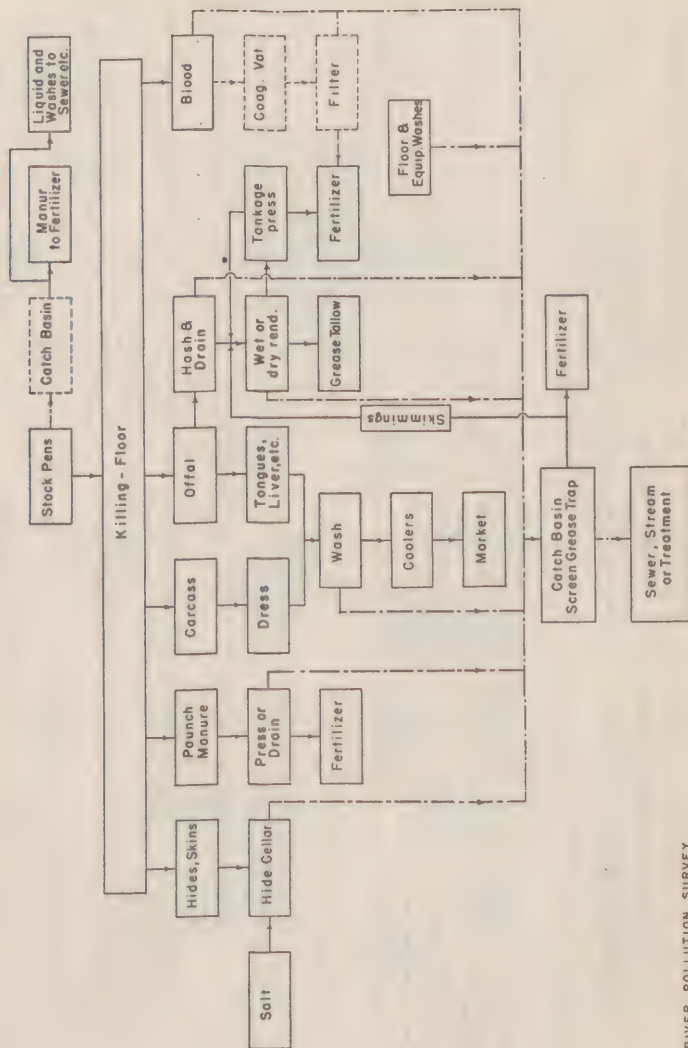 Stock Pens
Catch Basin
Manur
to Fertilizer
Liquid and
Washes to
Sewer etc.
Killing - Floor
Hides, Skins
Paunch
Manure
Carcass
Offal
Hash &
Drain
Blood
Salt
Hide Cellar
Press or
Drain
Dress
Tongues,
Liver, etc.
Wet or
dry rend.
Tankage
press
Coag. Vat
Fertilizer
Wash
Grease Tallow
Fertilizer
Filter
Coolers
Skimmings
Floor &
Equip. Washes
Market
Catch Basin
Screen Grease Trap
Fertilizer
Sewer, Stream
or Treatment
RIVER POLLUTION SURVEY